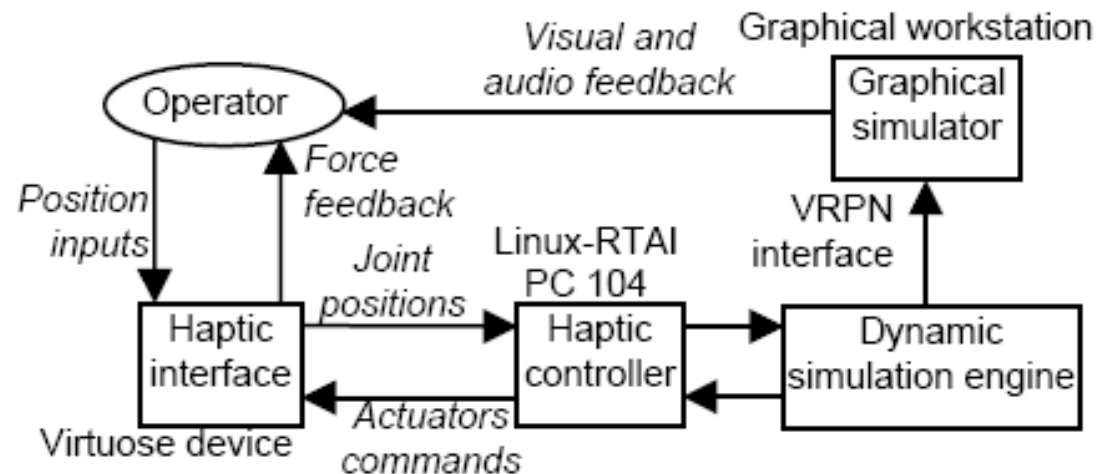 Visual and
audio feedback
Graphical workstation
Graphical
simulator
Operator
Force
feedback
Position
inputs
VRPN
interface
Joint
positions
Linux-RTAI
PC 104
Haptic
interface
Haptic
controller
Dynamic
simulation engine
Virtuose device
Actuators
commands